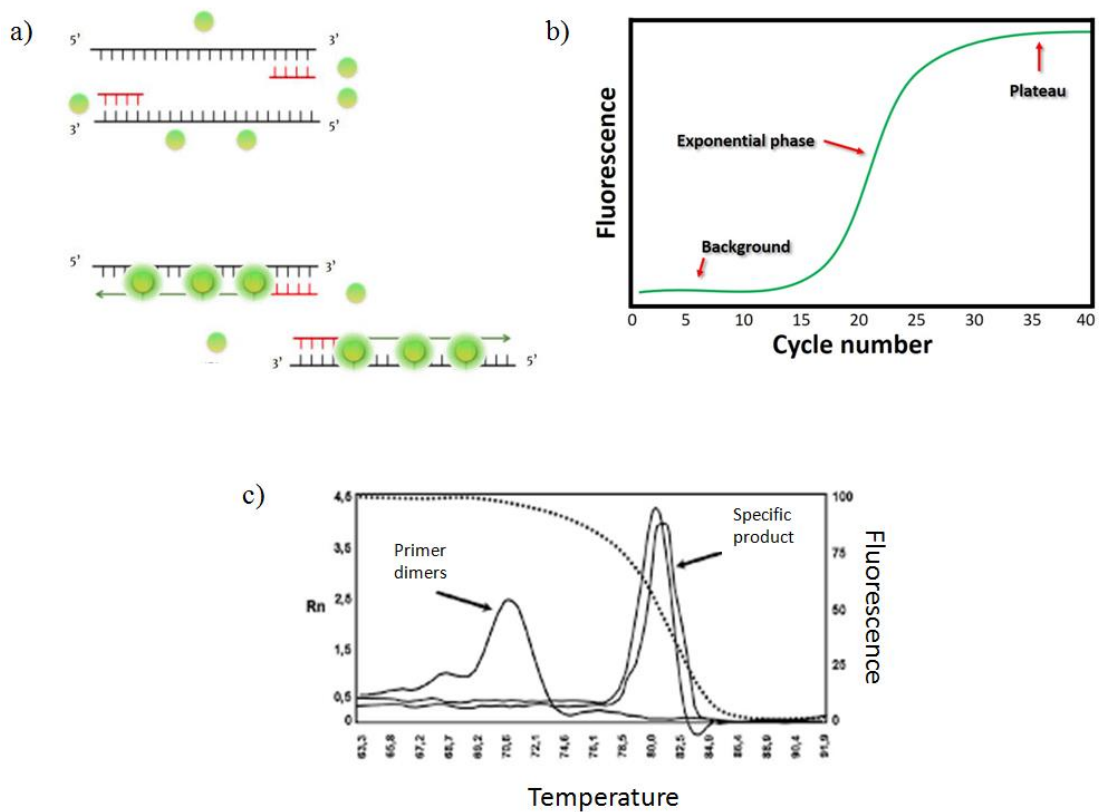 a)
5'
3'
3'
5'
5'
3'
3'
5'
b)
Fluorescence
Plateau
Exponential phase
Background
0 5 10 15 20 25 30 35 40
Cycle number
c)
4,5
3,5
2,5
1,5
0,5
0
Rn
Primer
dimers
Specific
product
100
75
50
25
0
Fluorescence
63,3 65,8 67,2 68,7 69,2 70,6 72,1 74,6 76,1 78,5 80,0 82,5 84,9 86,4 88,9 90,4 91,9
Temperature